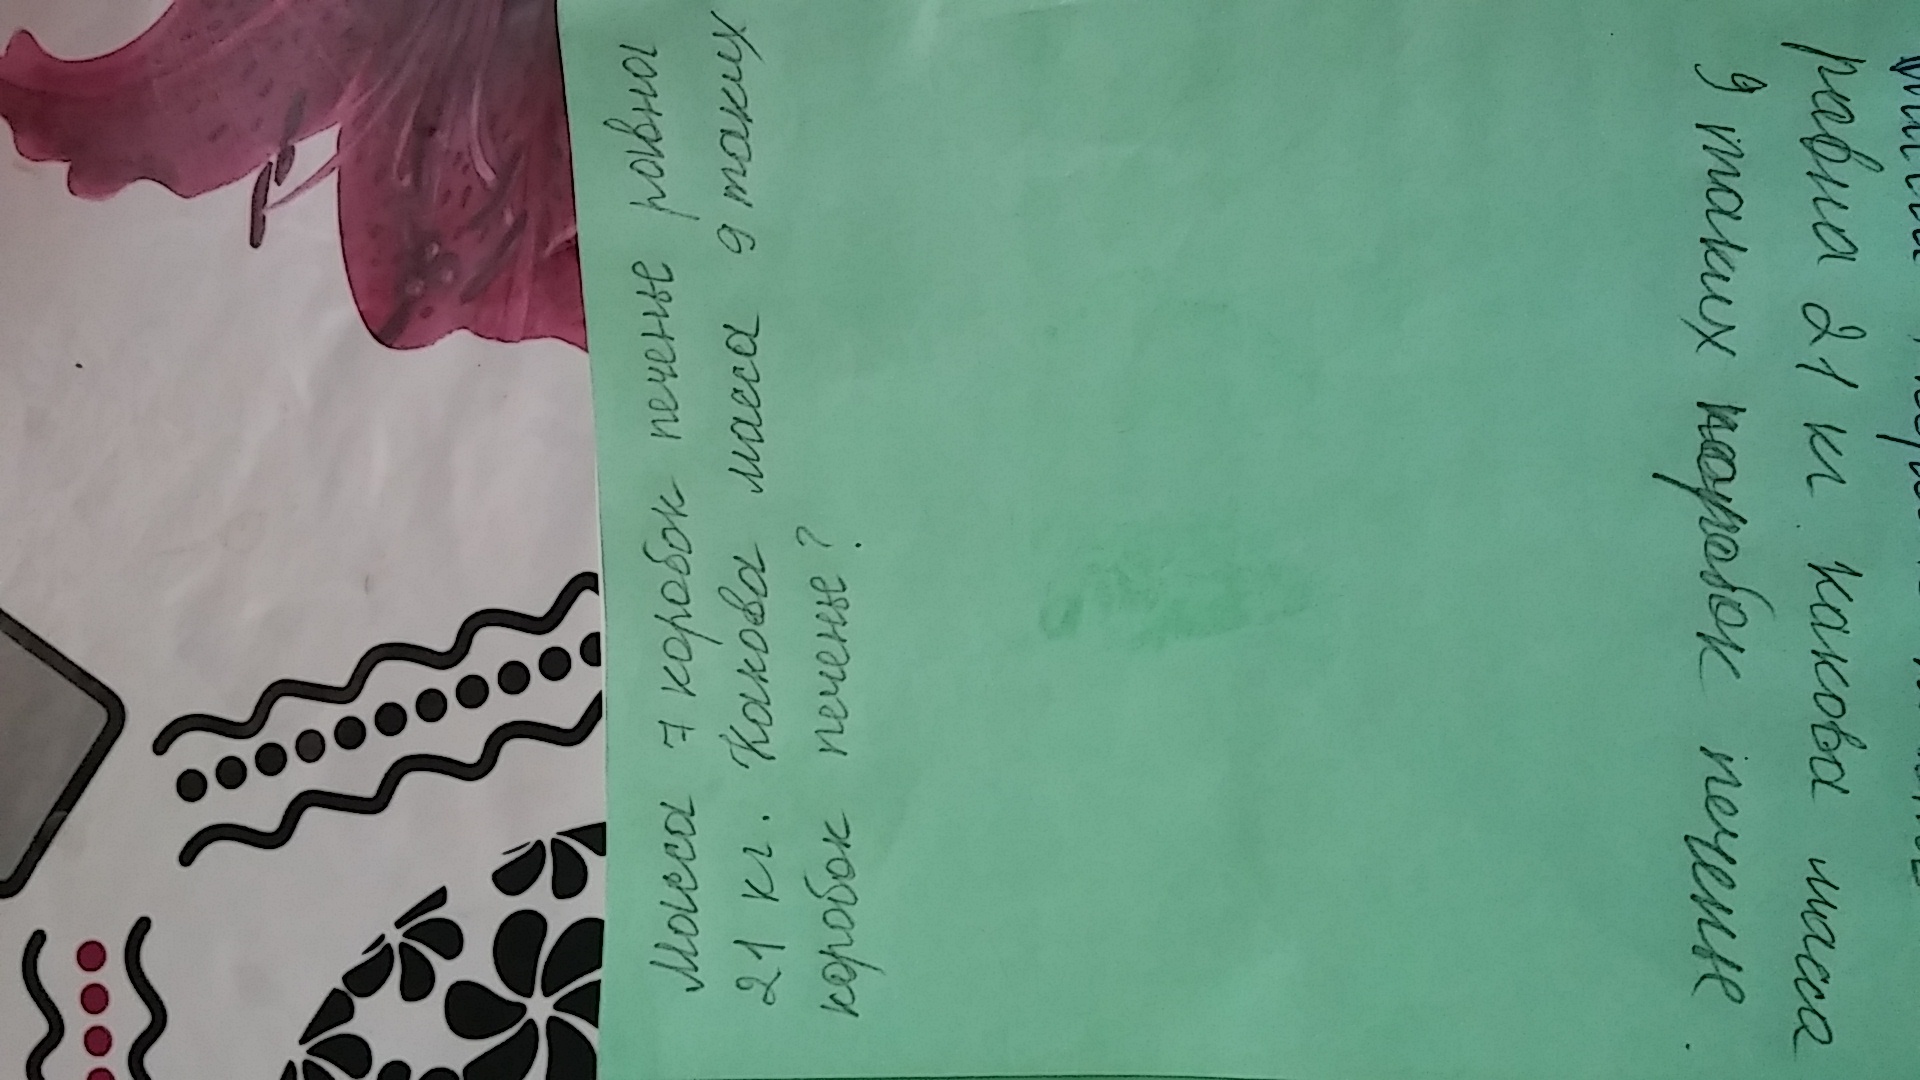 Масса 7 коробок печенье равна
21 кг. Какова масса 9 таких
коробок печенье?
равна 21 кг. Какова масса
9 таких коробок печенье.